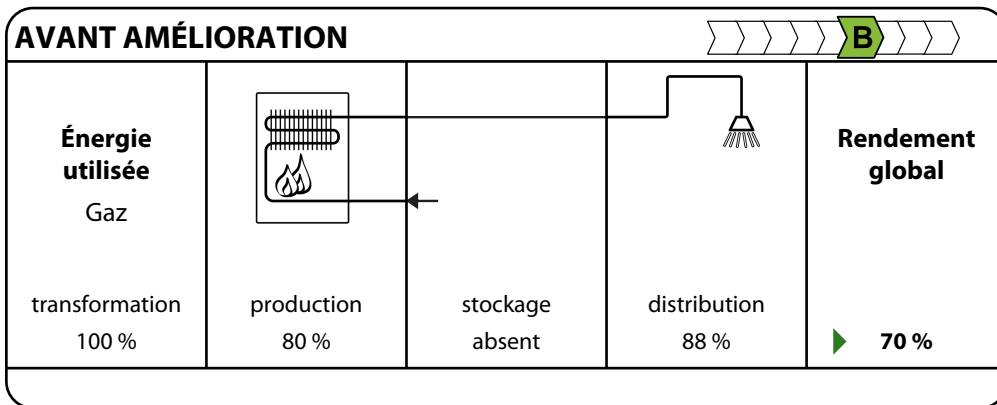 AVANT AMÉLIORATION
B
Énergie
utilisée
Gaz
transformation
100 %
production
80 %
stockage
absent
distribution
88 %
Rendement
global
70 %